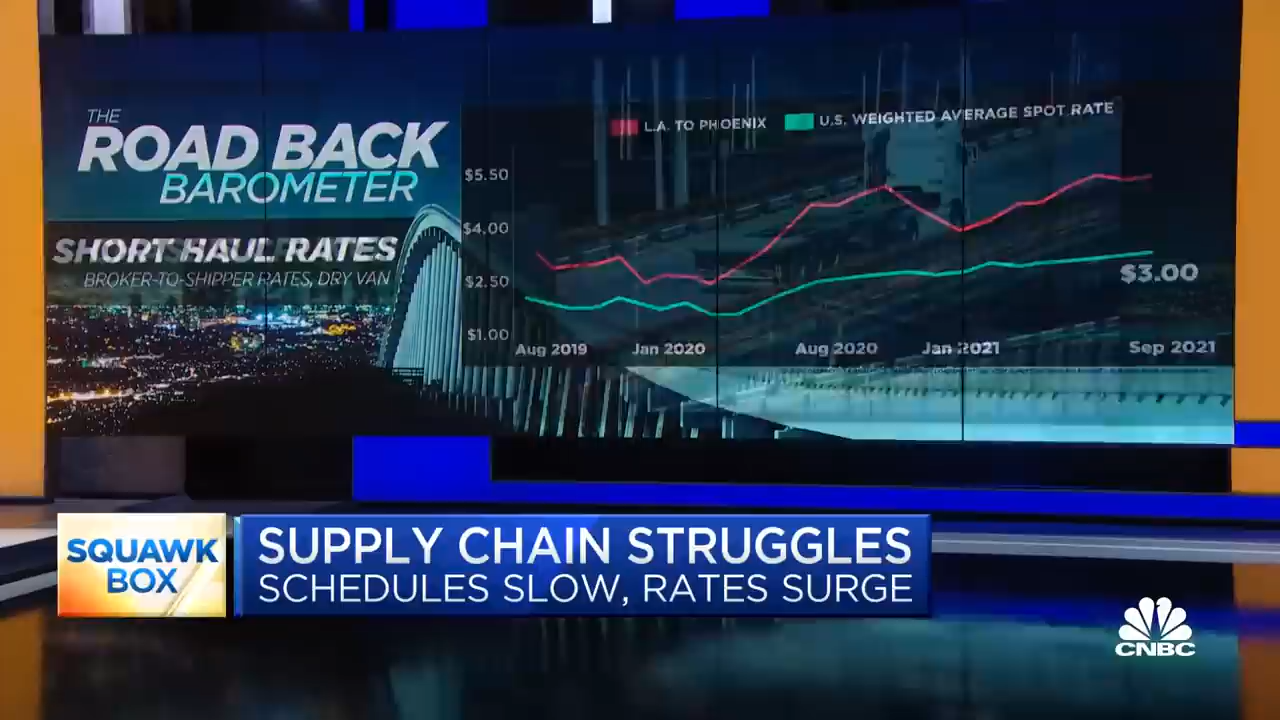 THE
ROAD BACK
BAROMETER
SHORT HAUL RATES
BROKER-TO-SHIPPER RATES, DRY VAN
L.A. TO PHOENIX
U.S. WEIGHTED AVERAGE SPOT RATE
$5.50
$4.00
$2.50
$1.00
$3.00
Aug 2019
Jan 2020
Aug 2020
Jan 2021
Sep 2021
SQUAWK
BOX
SUPPLY CHAIN STRUGGLES
SCHEDULES SLOW, RATES SURGE
CNBC